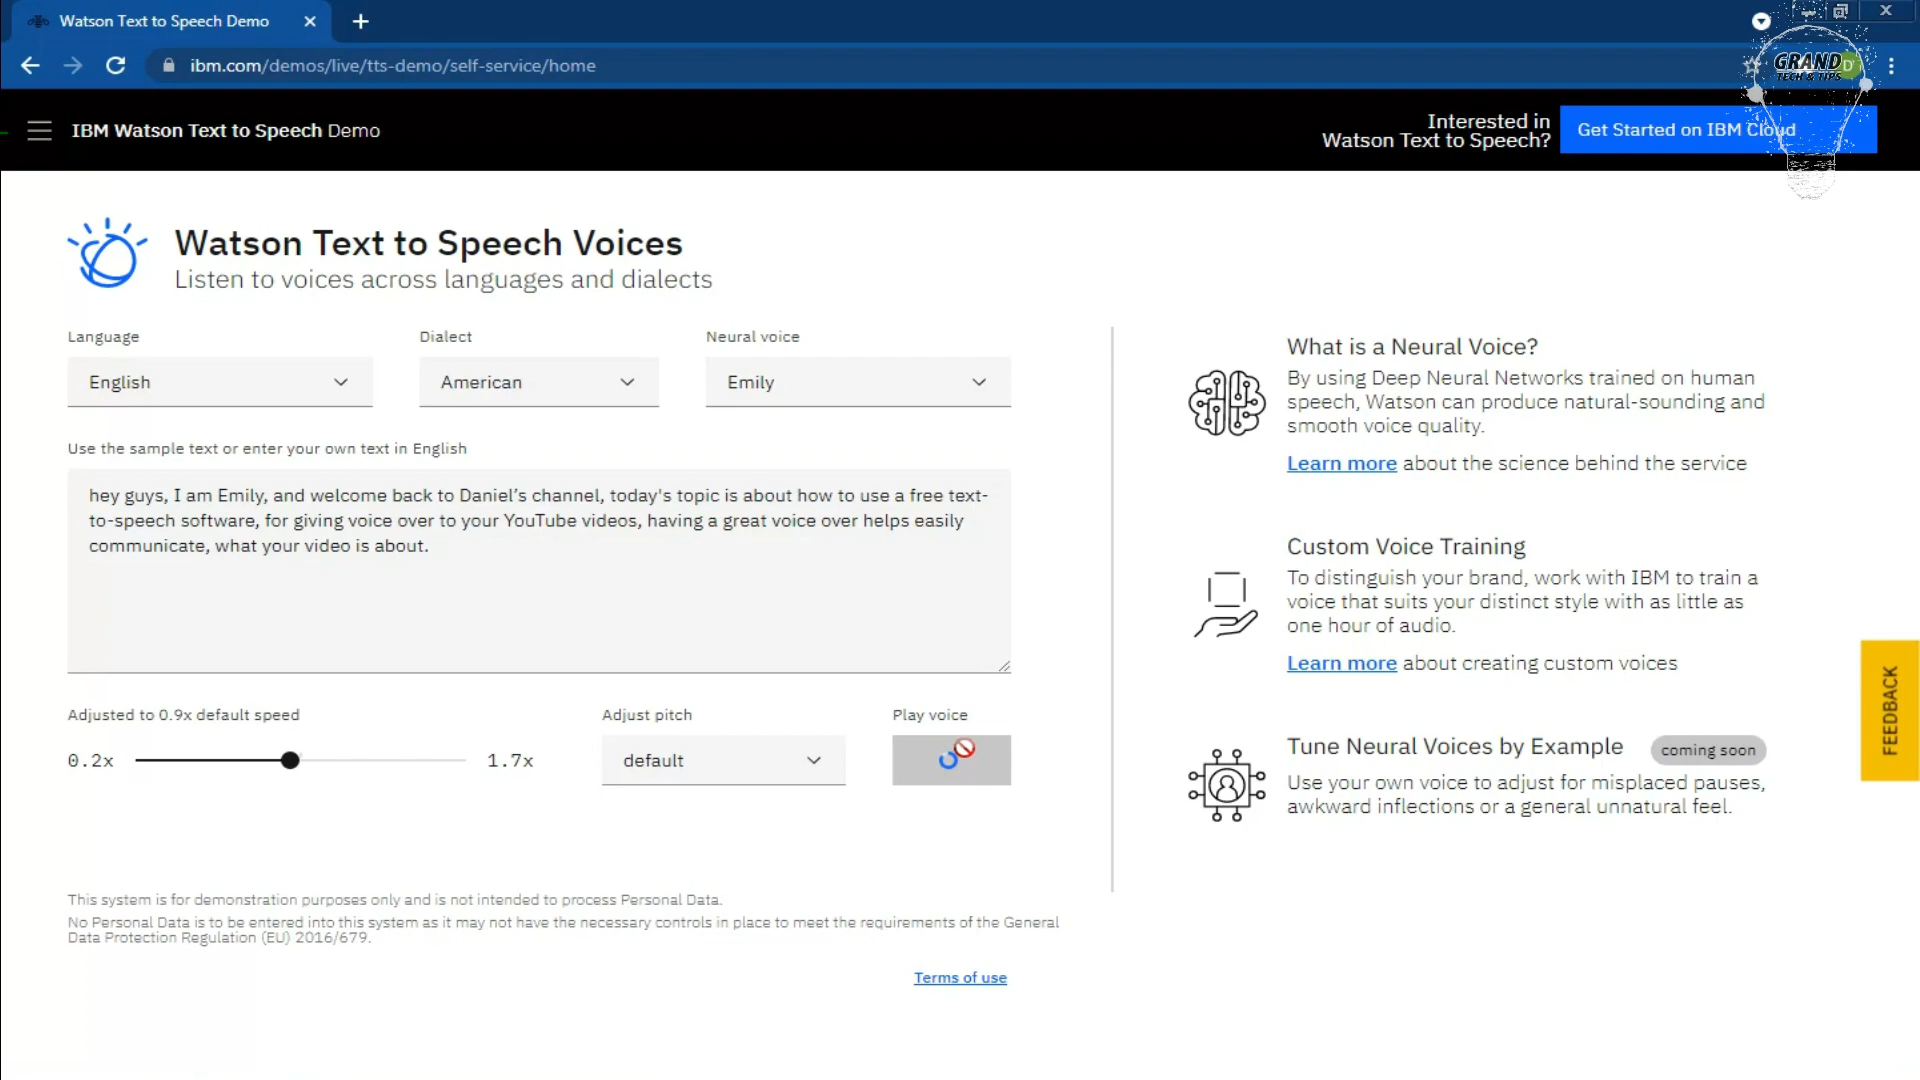 Watson Text to Speech Demo
ibm.com/demos/live/tts-demo/self-service/home
GRAND
TECH & TIPS
D
IBM Watson Text to Speech Demo
Interested in
Watson Text to Speech?
Get Started on IBM Cloud
Watson Text to Speech Voices
Listen to voices across languages and dialects
Language
Dialect
Neural voice
English
American
Emily
Use the sample text or enter your own text in English
hey guys, I am Emily, and welcome back to Daniel’s channel, today's topic is about how to use a free text-
to-speech software, for giving voice over to your YouTube videos, having a great voice over helps easily
communicate, what your video is about.
Adjusted to 0.9x default speed
Adjust pitch
Play voice
0.2x
1.7x
default
This system is for demonstration purposes only and is not intended to process Personal Data.
No Personal Data is to be entered into this system as it may not have the necessary controls in place to meet the requirements of the General
Data Protection Regulation (EU) 2016/679.
Terms of use
What is a Neural Voice?
By using Deep Neural Networks trained on human
speech, Watson can produce natural-sounding and
smooth voice quality.
Learn more about the science behind the service
Custom Voice Training
To distinguish your brand, work with IBM to train a
voice that suits your distinct style with as little as
one hour of audio.
Learn more about creating custom voices
Tune Neural Voices by Example
coming soon
Use your own voice to adjust for misplaced pauses,
awkward inflections or a general unnatural feel.
FEEDBACK